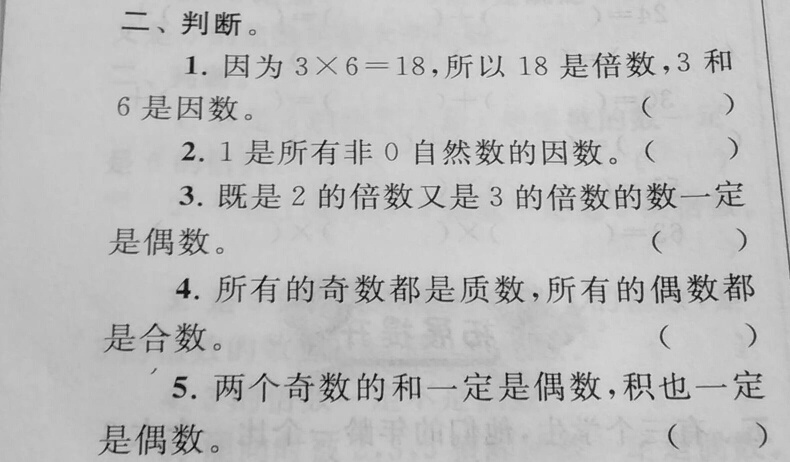 二、判断。
1. 因为 3×6=18,所以 18 是倍数,3 和
6 是因数。 ( )
2. 1 是所有非 0 自然数的因数。( )
3. 既是 2 的倍数又是 3 的倍数的数一定
是偶数。 ( )
4. 所有的奇数都是质数,所有的偶数都
是合数。 ( )
5. 两个奇数的和一定是偶数,积也一定
是偶数。 ( )